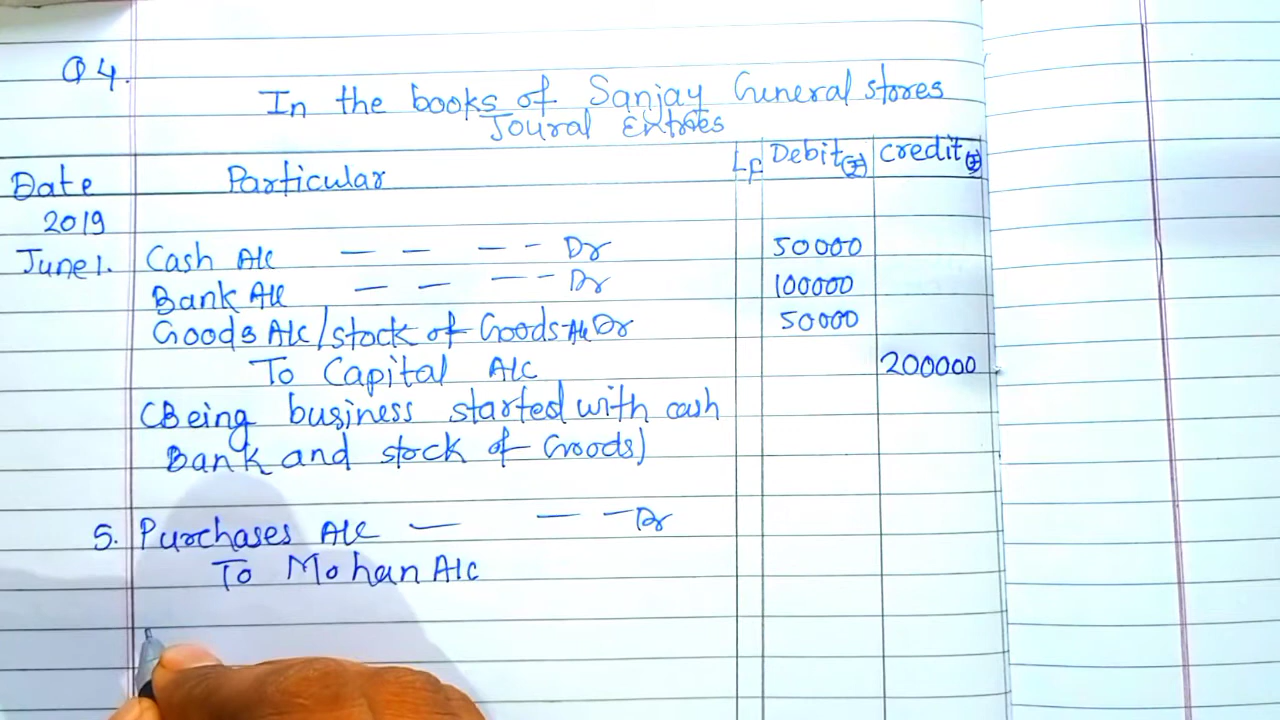 Q 4.
In the books of Sanjay General stores
Joural Entries
Date Particular LF Debit(₹) credit(₹)
2019
June 1. Cash A/c — — — - Dr 50000
Bank A/c — — — - Dr 100000
Goods A/c/stock of Goods A/c Dr 50000
To Capital A/c 200000
(Being business started with cash
Bank and stock of Goods)
5. Purchases A/c — — - Dr
To Mohan A/c